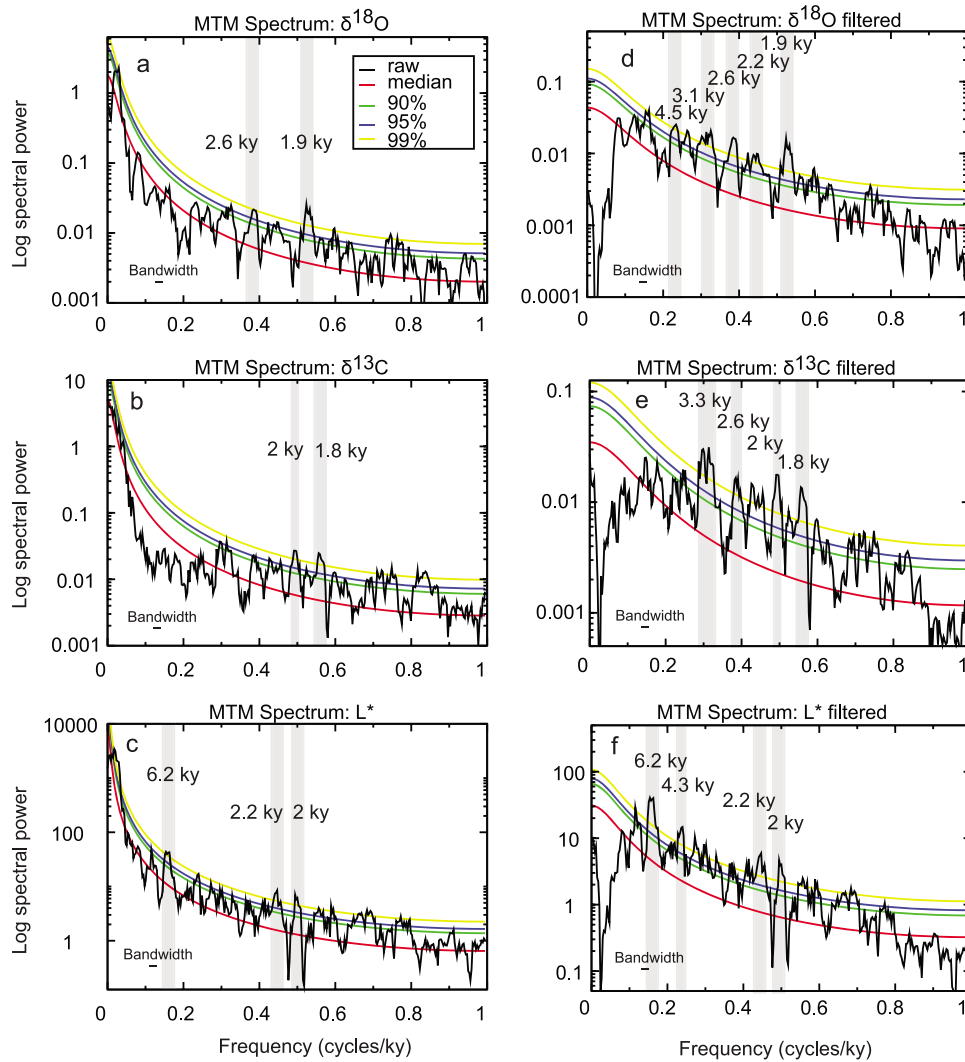 MTM Spectrum: δ18O
a
raw
median
90%
95%
99%
2.6 ky
1.9 ky
Bandwidth
Log spectral power
1
0.1
0.01
0.001
0 0.2 0.4 0.6 0.8 1
MTM Spectrum: δ18O filtered
d
1.9 ky
2.2 ky
2.6 ky
3.1 ky
4.5 ky
Bandwidth
0.1
0.01
0.001
0.0001
0 0.2 0.4 0.6 0.8 1
MTM Spectrum: δ13C
b
2 ky
1.8 ky
Bandwidth
Log spectral power
10
1
0.1
0.01
0.001
0 0.2 0.4 0.6 0.8 1
MTM Spectrum: δ13C filtered
e
3.3 ky
2.6 ky
2 ky
1.8 ky
Bandwidth
0.1
0.01
0.001
0 0.2 0.4 0.6 0.8 1
MTM Spectrum: L*
c
6.2 ky
2.2 ky
2 ky
Bandwidth
Log spectral power
10000
100
1
0 0.2 0.4 0.6 0.8 1
Frequency (cycles/ky)
MTM Spectrum: L* filtered
f
6.2 ky
4.3 ky
2.2 ky
2 ky
Bandwidth
100
10
1
0.1
0 0.2 0.4 0.6 0.8 1
Frequency (cycles/ky)